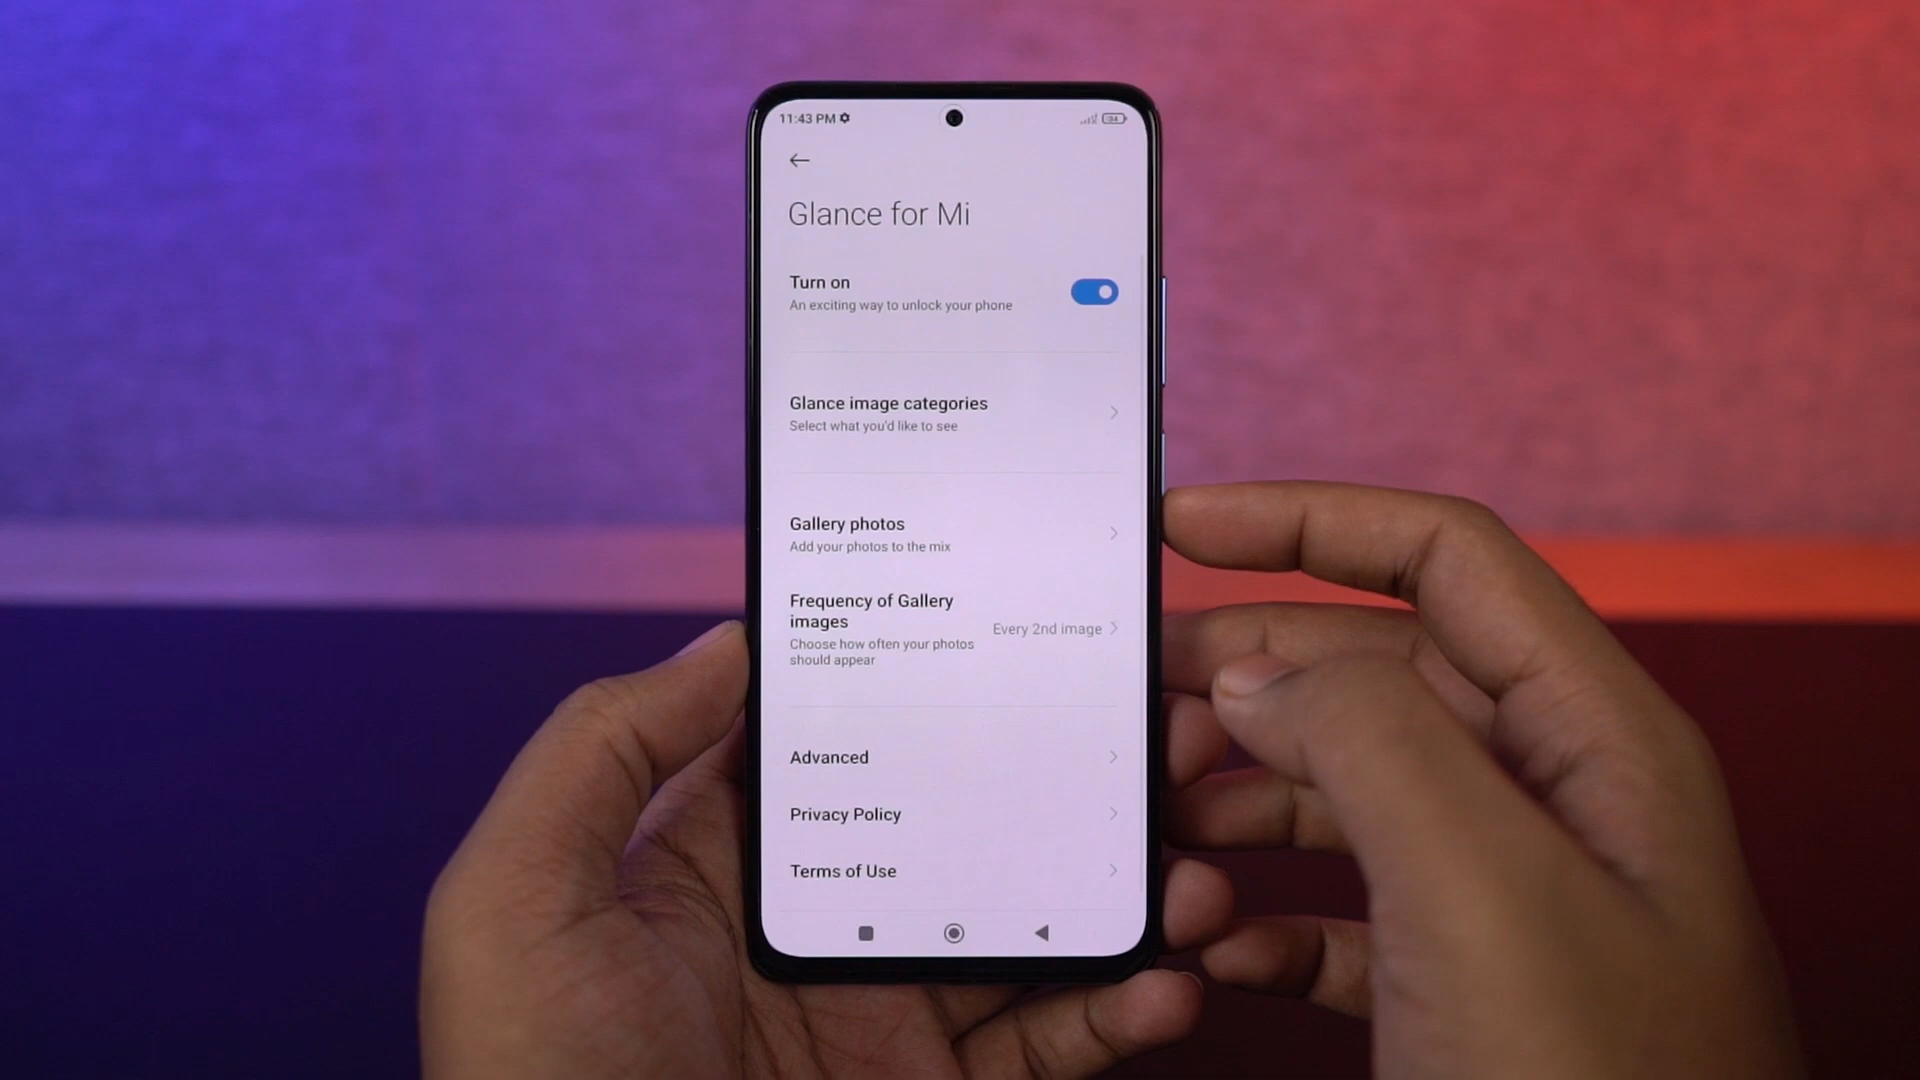 11:43 PM
34
Glance for Mi
Turn on
An exciting way to unlock your phone
Glance image categories
Select what you'd like to see
Gallery photos
Add your photos to the mix
Frequency of Gallery
images
Every 2nd image
Choose how often your photos
should appear
Advanced
Privacy Policy
Terms of Use